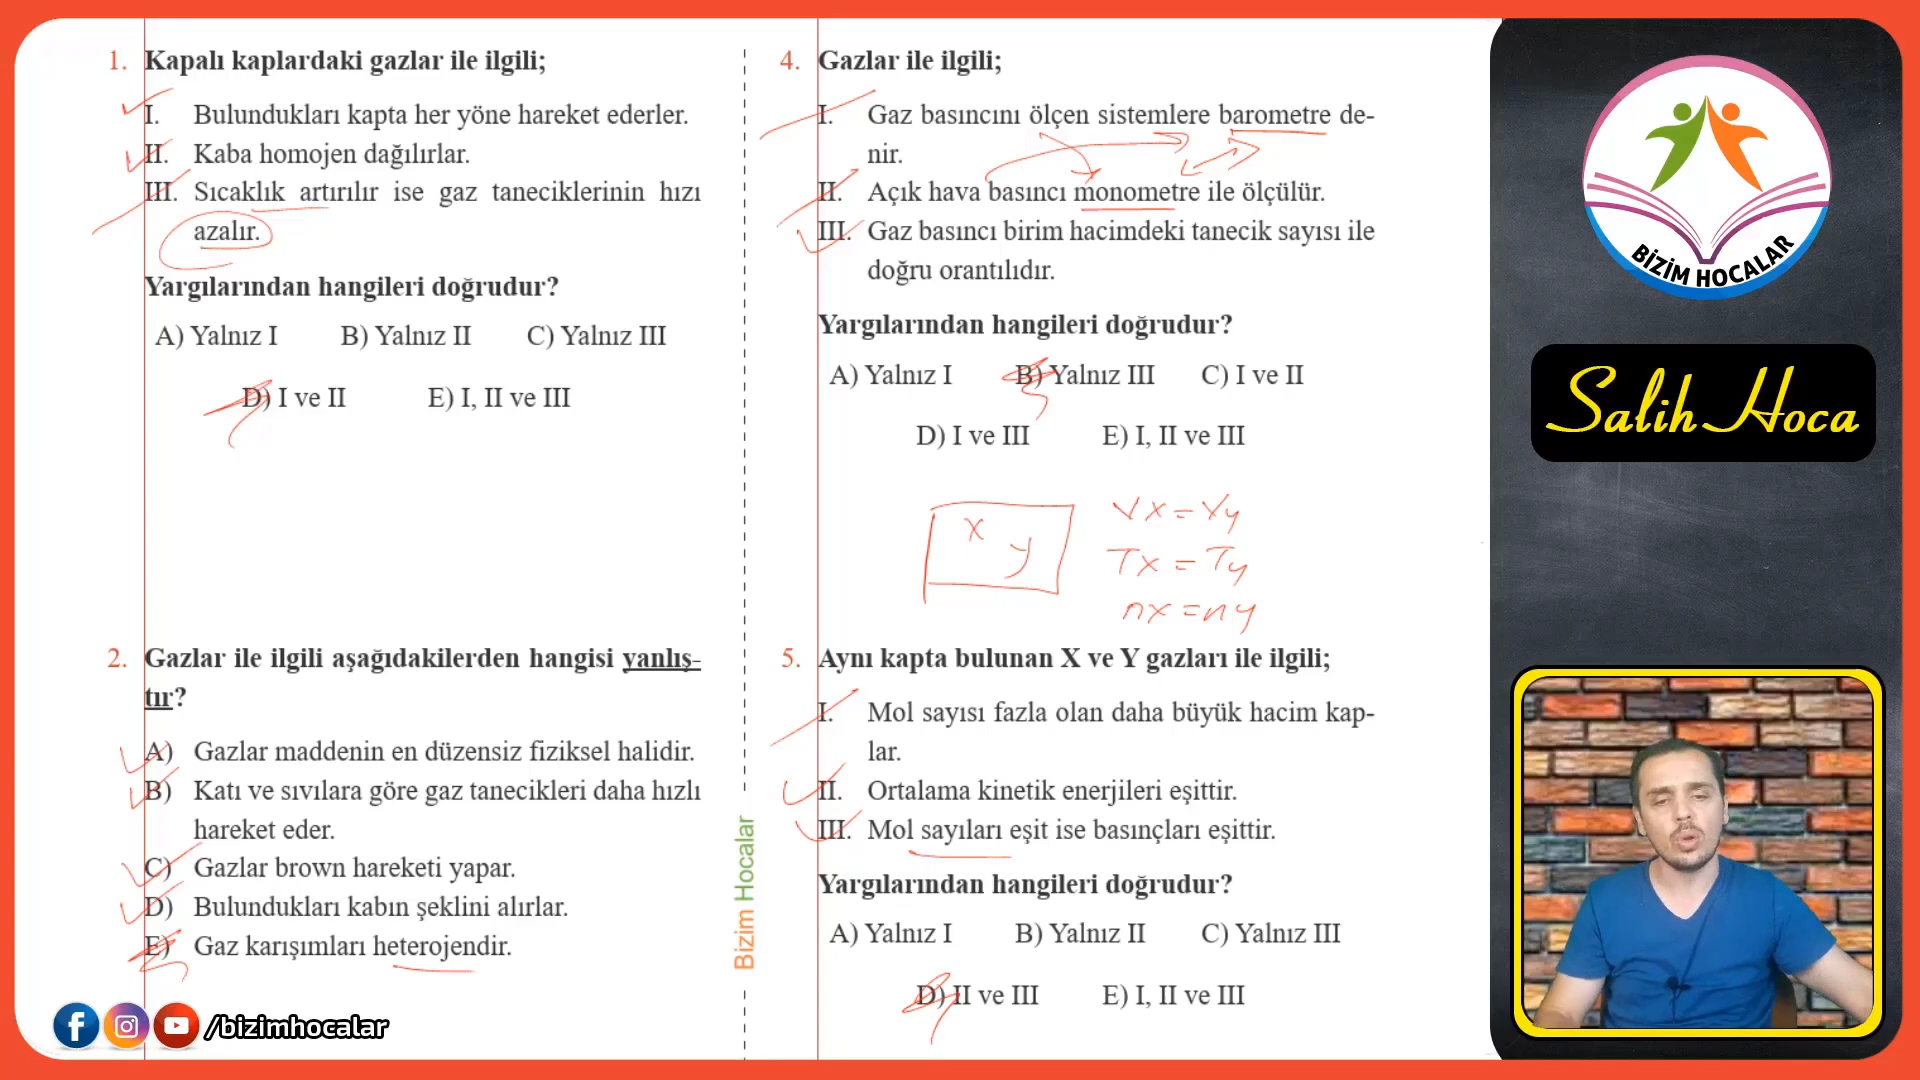 1. Kapalı kaplardaki gazlar ile ilgili;
I. Bulundukları kapta her yöne hareket ederler.
II. Kaba homojen dağılırlar.
III. Sıcaklık artırılır ise gaz taneciklerinin hızı
azalır.
Yargılarından hangileri doğrudur?
A) Yalnız I B) Yalnız II C) Yalnız III
D) I ve II E) I, II ve III
2. Gazlar ile ilgili aşağıdakilerden hangisi yanlış-
tır?
A) Gazlar maddenin en düzensiz fiziksel halidir.
B) Katı ve sıvılara göre gaz tanecikleri daha hızlı
hareket eder.
C) Gazlar brown hareketi yapar.
D) Bulundukları kabın şeklini alırlar.
E) Gaz karışımları heterojendir.
/bizimhocalar
Bizim Hocalar
4. Gazlar ile ilgili;
I. Gaz basıncını ölçen sistemlere barometre de-
nir.
II. Açık hava basıncı monometre ile ölçülür.
III. Gaz basıncı birim hacimdeki tanecik sayısı ile
doğru orantılıdır.
Yargılarından hangileri doğrudur?
A) Yalnız I B) Yalnız III C) I ve II
D) I ve III E) I, II ve III
x y
Vx = Vy
Tx = Ty
nx = ny
5. Aynı kapta bulunan X ve Y gazları ile ilgili;
I. Mol sayısı fazla olan daha büyük hacim kap-
lar.
II. Ortalama kinetik enerjileri eşittir.
III. Mol sayıları eşit ise basınçları eşittir.
Yargılarından hangileri doğrudur?
A) Yalnız I B) Yalnız II C) Yalnız III
D) II ve III E) I, II ve III
BİZİM HOCALAR
Salih Hoca